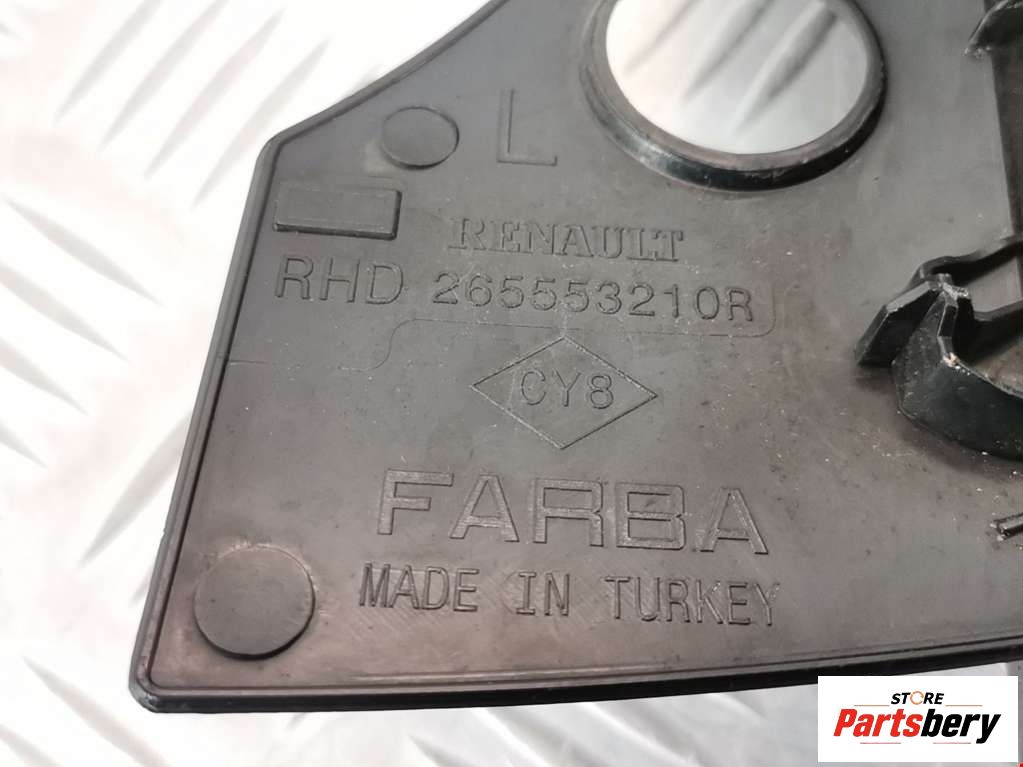 L
RENAULT
RHD 265553210R
CY8
FARBA
MADE IN TURKEY
STORE
Partsbery